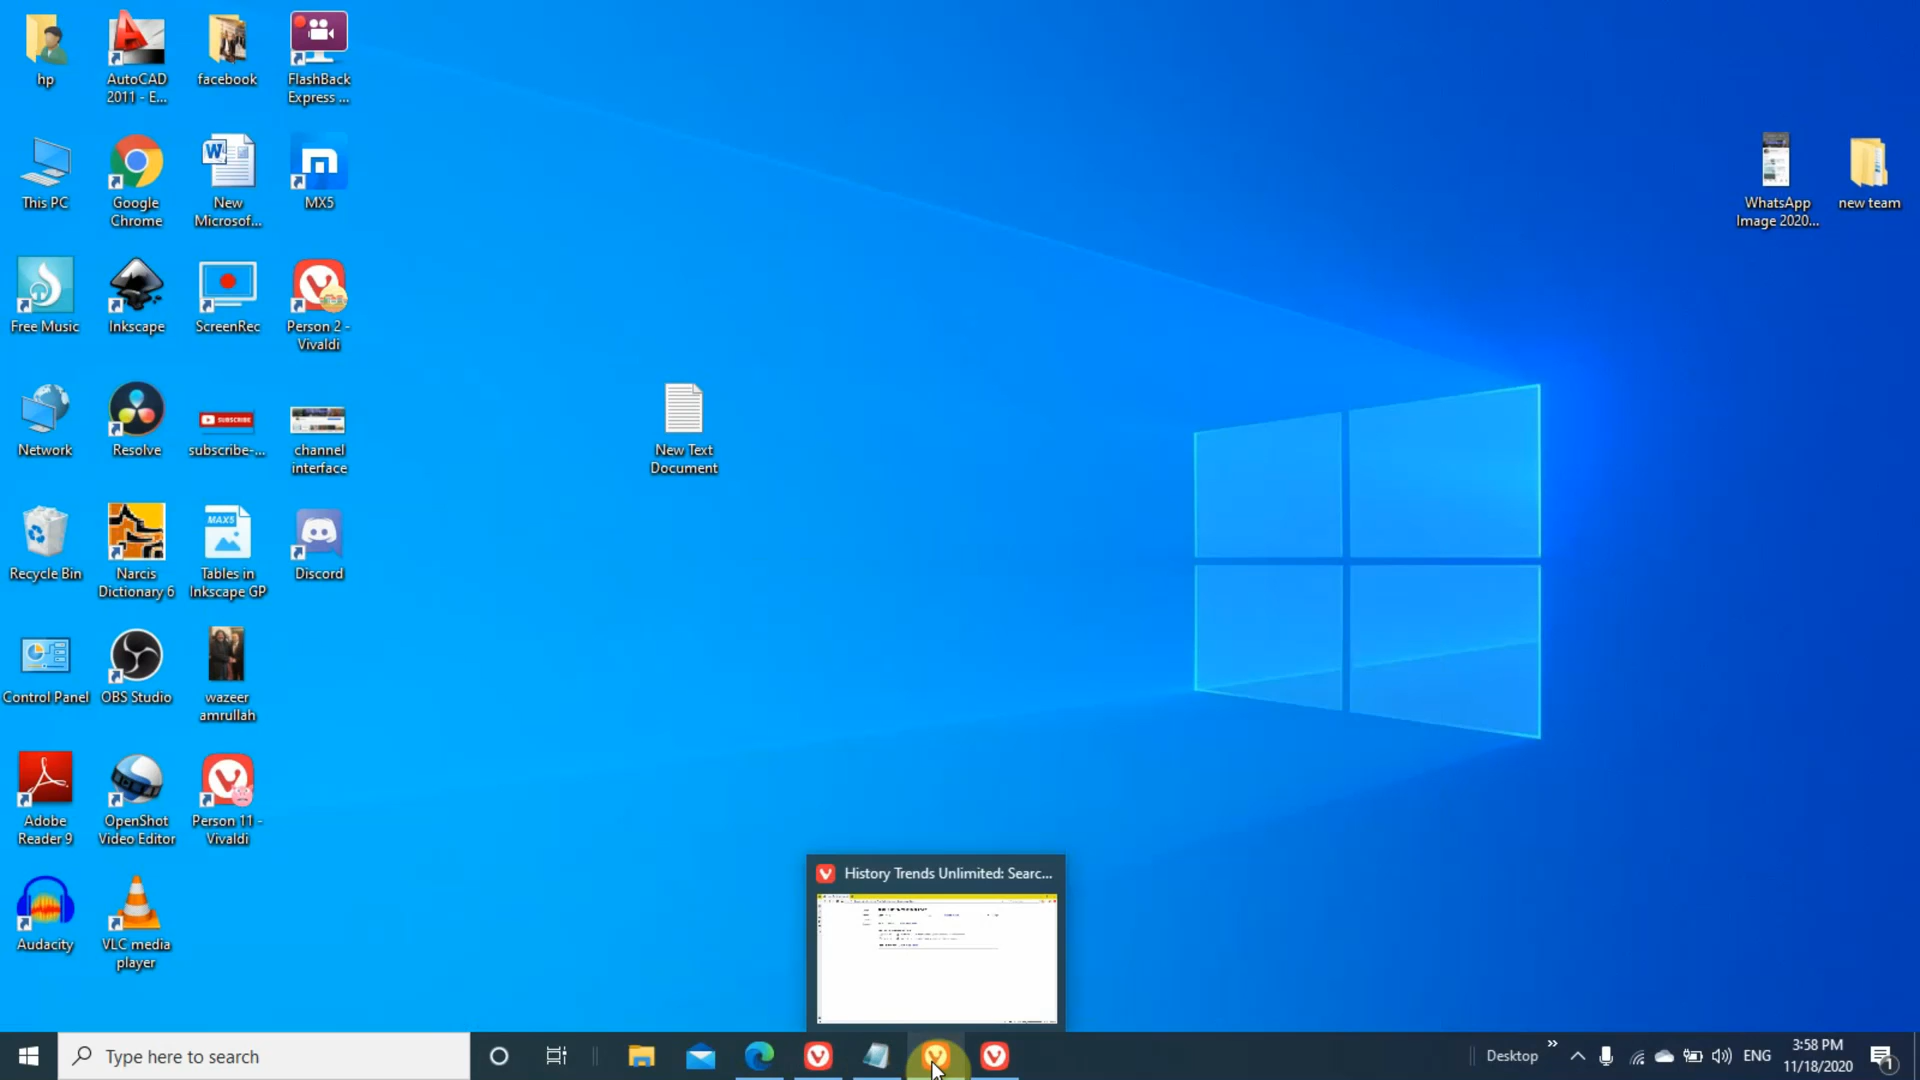 hp
AutoCAD
2011 - E...
facebook
FlashBack
Express ...
This PC
Google
Chrome
New
Microsof...
MX5
WhatsApp
Image 2020...
new team
Free Music
Inkscape
ScreenRec
Person 2 -
Vivaldi
Network
Resolve
SUBSCRIBE
subscribe-...
channel
interface
New Text
Document
Recycle Bin
Narcis
Dictionary 6
MAX5
Tables in
Inkscape GP
Discord
Control Panel
OBS Studio
wazeer
amrullah
Adobe
Reader 9
OpenShot
Video Editor
Person 11 -
Vivaldi
Audacity
VLC media
player
History Trends Unlimited: Searc...
Type here to search
Desktop
ENG
3:58 PM
11/18/2020
1